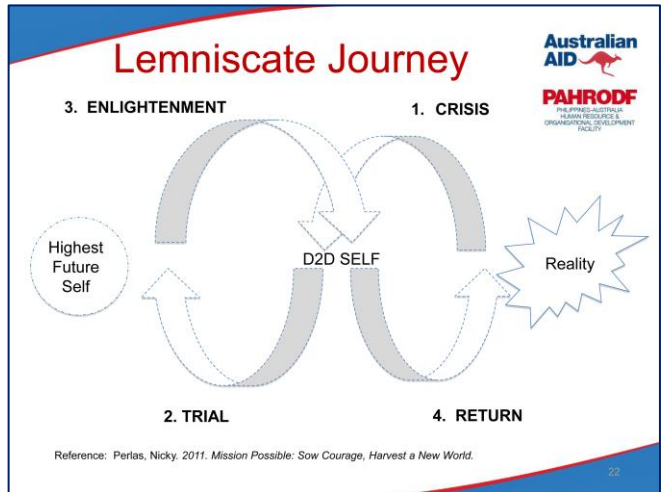 Lemniscate Journey
Australian
AID
PAHRODF
PHILIPPINES-AUSTRALIA
HUMAN RESOURCE &
ORGANISATIONAL DEVELOPMENT
FACILITY
3. ENLIGHTENMENT
1. CRISIS
Highest
Future
Self
D2D SELF
Reality
2. TRIAL
4. RETURN
Reference: Perlas, Nicky. 2011. Mission Possible: Sow Courage, Harvest a New World.
22